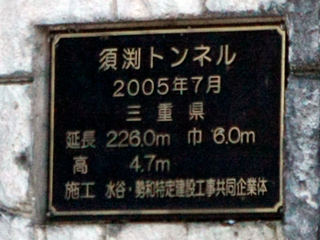 須渕トンネル
2005年7月
三重県
延長 226.0m 巾 6.0m
高 4.7m
施工 水谷・勢和特定建設工事共同企業体